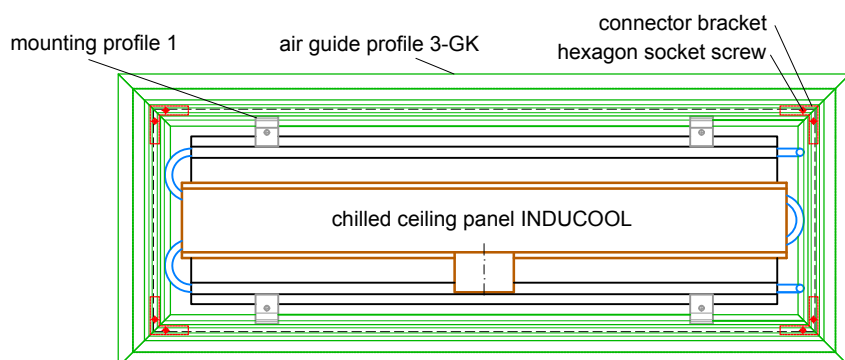 connector bracket
mounting profile 1
air guide profile 3-GK
hexagon socket screw
chilled ceiling panel INDUCOOL